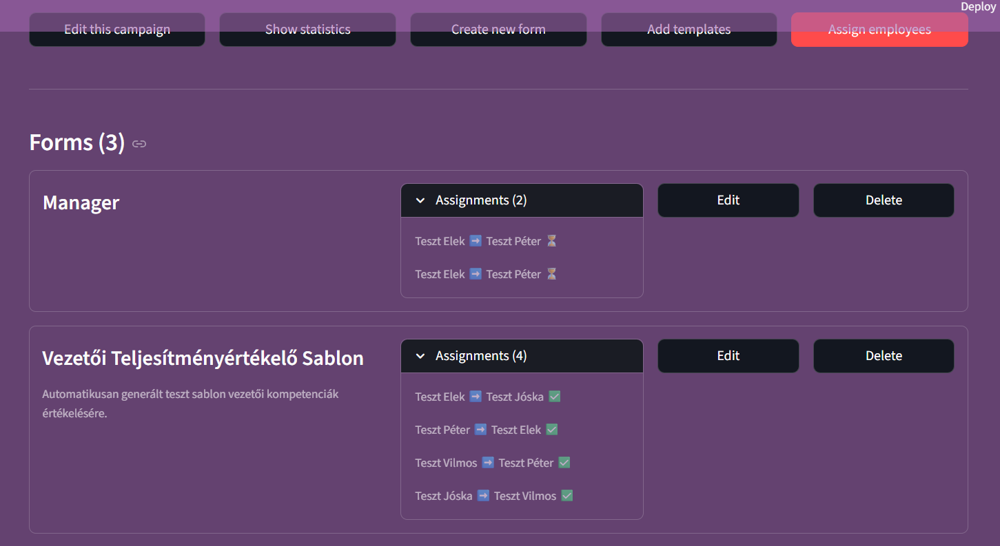 Deploy
Edit this campaign
Show statistics
Create new form
Add templates
Assign employees
Forms (3)
Manager
Assignments (2)
Edit
Delete
Teszt Elek ➡️ Teszt Péter ⏳
Teszt Elek ➡️ Teszt Péter ⏳
Vezetői Teljesítményértékelő Sablon
Automatikusan generált teszt sablon vezetői kompetenciák
értékelésére.
Assignments (4)
Edit
Delete
Teszt Elek ➡️ Teszt Jóska ✅
Teszt Péter ➡️ Teszt Elek ✅
Teszt Vilmos ➡️ Teszt Péter ✅
Teszt Jóska ➡️ Teszt Vilmos ✅